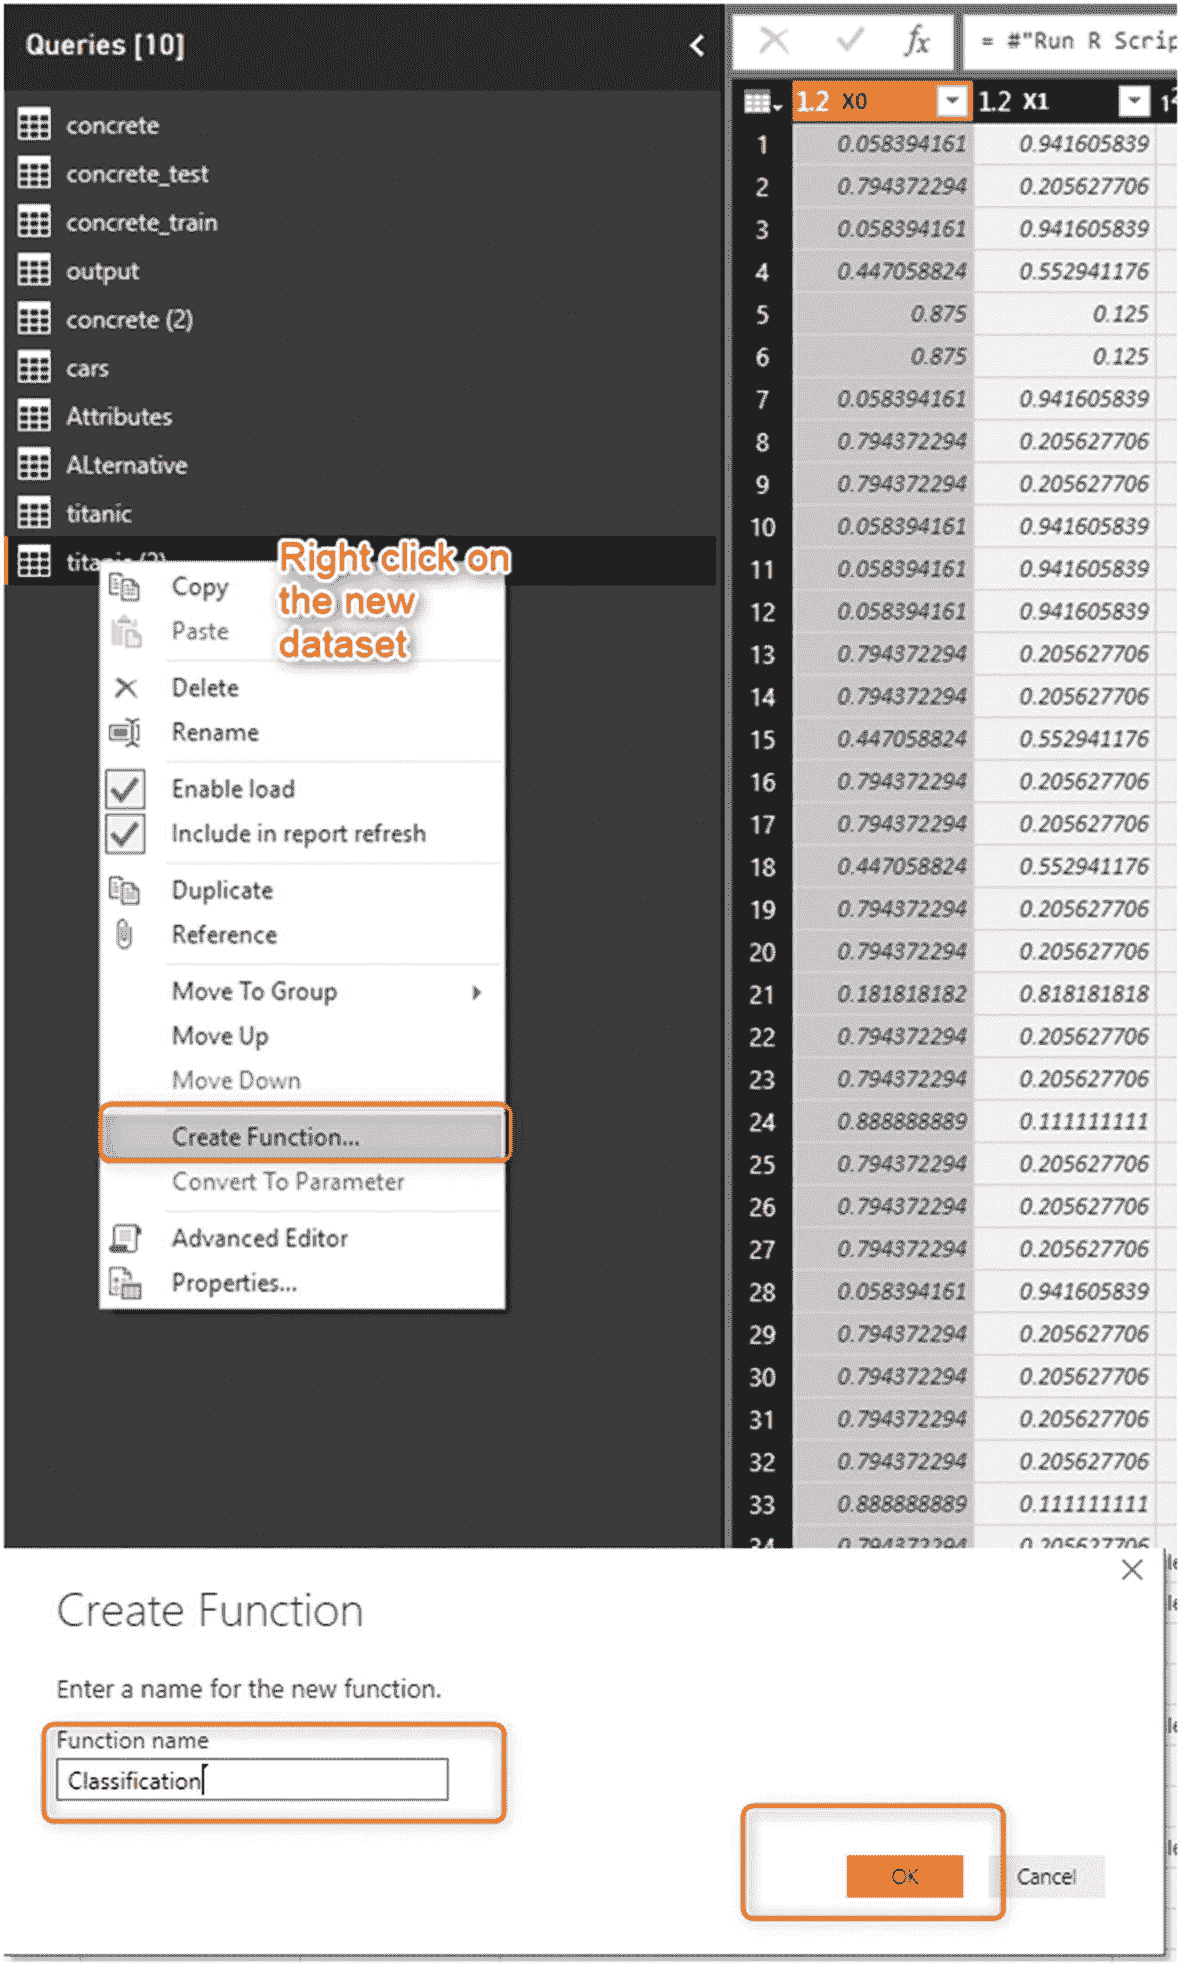 Queries [10]
<
fx
= #"Run R Scrip
concrete
concrete_test
concrete_train
output
concrete (2)
cars
Attributes
ALternative
titanic
titanic (2)
Right click on
the new
dataset
Copy
Paste
Delete
Rename
Enable load
Include in report refresh
Duplicate
Reference
Move To Group
Move Up
Move Down
Create Function...
Convert To Parameter
Advanced Editor
Properties...
1.2 X0 1.2 X1
1 0.058394161 0.941605839
2 0.794372294 0.205627706
3 0.058394161 0.941605839
4 0.447058824 0.552941176
5 0.875 0.125
6 0.875 0.125
7 0.058394161 0.941605839
8 0.794372294 0.205627706
9 0.794372294 0.205627706
10 0.058394161 0.941605839
11 0.058394161 0.941605839
12 0.058394161 0.941605839
13 0.794372294 0.205627706
14 0.794372294 0.205627706
15 0.447058824 0.552941176
16 0.794372294 0.205627706
17 0.794372294 0.205627706
18 0.447058824 0.552941176
19 0.794372294 0.205627706
20 0.794372294 0.205627706
21 0.181818182 0.818181818
22 0.794372294 0.205627706
23 0.794372294 0.205627706
24 0.888888889 0.111111111
25 0.794372294 0.205627706
26 0.794372294 0.205627706
27 0.794372294 0.205627706
28 0.058394161 0.941605839
29 0.794372294 0.205627706
30 0.794372294 0.205627706
31 0.794372294 0.205627706
32 0.794372294 0.205627706
33 0.888888889 0.111111111
34 0.794372294 0.205627706
Create Function
Enter a name for the new function.
Function name
Classification
OK
Cancel